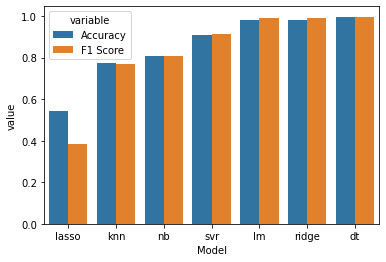 variable
Accuracy
F1 Score
value
1.0
0.8
0.6
0.4
0.2
0.0
lasso knn nb svr lm ridge dt
Model